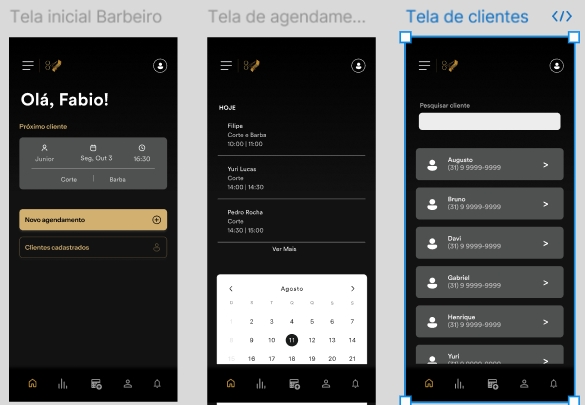 Tela inicial Barbeiro
Olá, Fabio!
Próximo cliente
Junior
Seg, Out 3
16:30
Corte
Barba
Novo agendamento
Clientes cadastrados
Tela de agendame...
HOJE
Filipe
Corte e Barba
10:00 | 11:00
Yuri Lucas
Corte
14:00 | 14:30
Pedro Rocha
Corte
14:30 | 15:00
Ver Mais
Agosto
D S T Q Q S S
1 2 3 4 5 6 7
8 9 10 11 12 13 14
15 16 17 18 19 20 21
Tela de clientes
</>
Pesquisar cliente
Augusto
(31) 9 9999-9999
Bruno
(31) 9 9999-9999
Davi
(31) 9 9999-9999
Gabriel
(31) 9 9999-9999
Henrique
(31) 9 9999-9999
Yuri
(31) 9 9999-9999